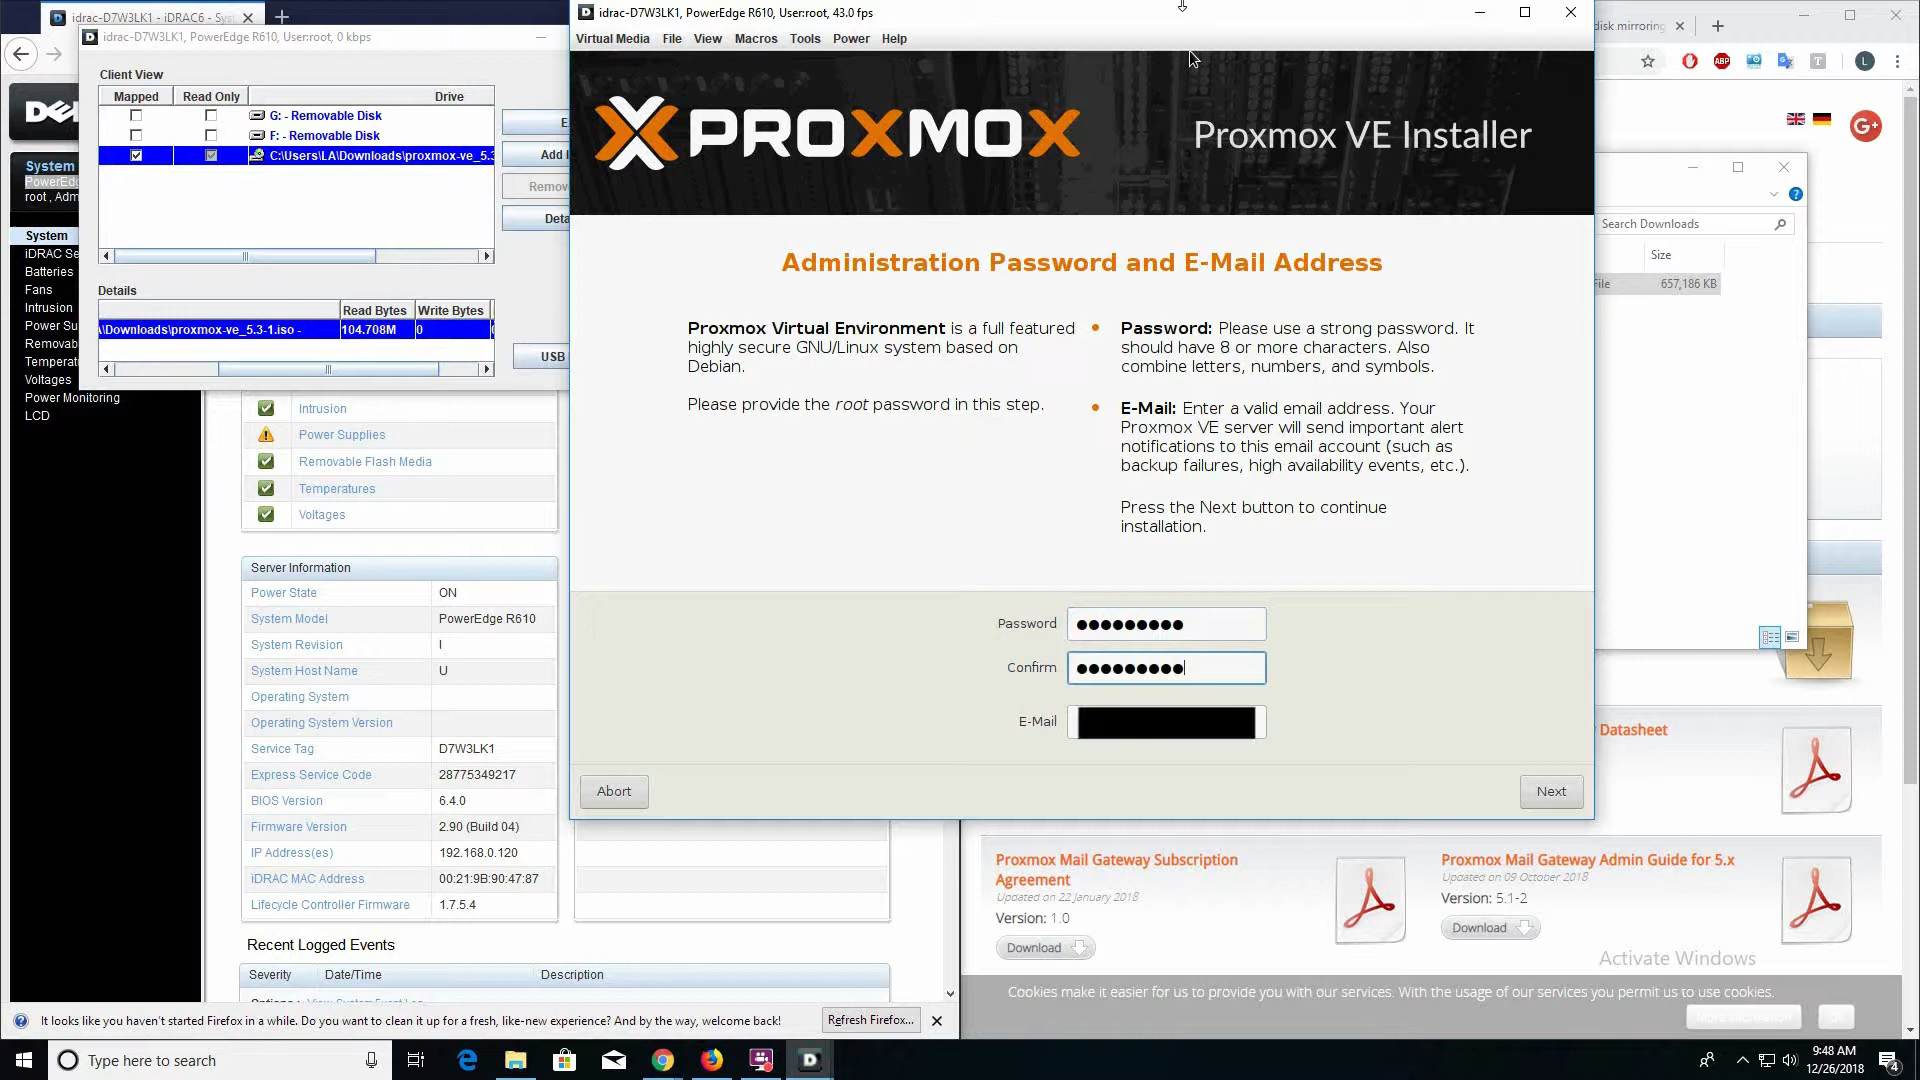 idrac-D7W3LK1 - iDRAC6 - Sys
idrac-D7W3LK1, PowerEdge R610, User:root, 0 kbps
Client View
Mapped
Read Only
Drive
G: - Removable Disk
F: - Removable Disk
C:\Users\LA\Downloads\proxmox-ve_5.3
Add I
Remov
Deta
Details
Read Bytes
Write Bytes
\Downloads\proxmox-ve_5.3-1.iso -
104.708M
0
USB
DELL
System
PowerEdg
root , Adm
System
iDRAC Se
Batteries
Fans
Intrusion
Power Su
Removab
Temperat
Voltages
Power Monitoring
LCD
Intrusion
Power Supplies
Removable Flash Media
Temperatures
Voltages
Server Information
Power State ON
System Model PowerEdge R610
System Revision I
System Host Name U
Operating System
Operating System Version
Service Tag D7W3LK1
Express Service Code 28775349217
BIOS Version 6.4.0
Firmware Version 2.90 (Build 04)
IP Address(es) 192.168.0.120
iDRAC MAC Address 00:21:9B:90:47:87
Lifecycle Controller Firmware 1.7.5.4
Recent Logged Events
Severity Date/Time Description
It looks like you haven't started Firefox in a while. Do you want to clean it up for a fresh, like-new experience? And by the way, welcome back!
Refresh Firefox...
idrac-D7W3LK1, PowerEdge R610, User:root, 43.0 fps
Virtual Media File View Macros Tools Power Help
PROXMOX
Proxmox VE Installer
Administration Password and E-Mail Address
Proxmox Virtual Environment is a full featured
highly secure GNU/Linux system based on
Debian.
Please provide the root password in this step.
Password: Please use a strong password. It
should have 8 or more characters. Also
combine letters, numbers, and symbols.
E-Mail: Enter a valid email address. Your
Proxmox VE server will send important alert
notifications to this email account (such as
backup failures, high availability events, etc.).
Press the Next button to continue
installation.
Password
Confirm
E-Mail
Abort
Next
disk mirroring
ABP
T
L
G+
Search Downloads
Size
File
657,186 KB
Datasheet
Proxmox Mail Gateway Subscription
Agreement
Updated on 22 January 2018
Version: 1.0
Download
Proxmox Mail Gateway Admin Guide for 5.x
Updated on 09 October 2018
Version: 5.1-2
Download
Activate Windows
Cookies make it easier for us to provide you with our services. With the usage of our services you permit us to use cookies.
Type here to search
9:48 AM
12/26/2018
4